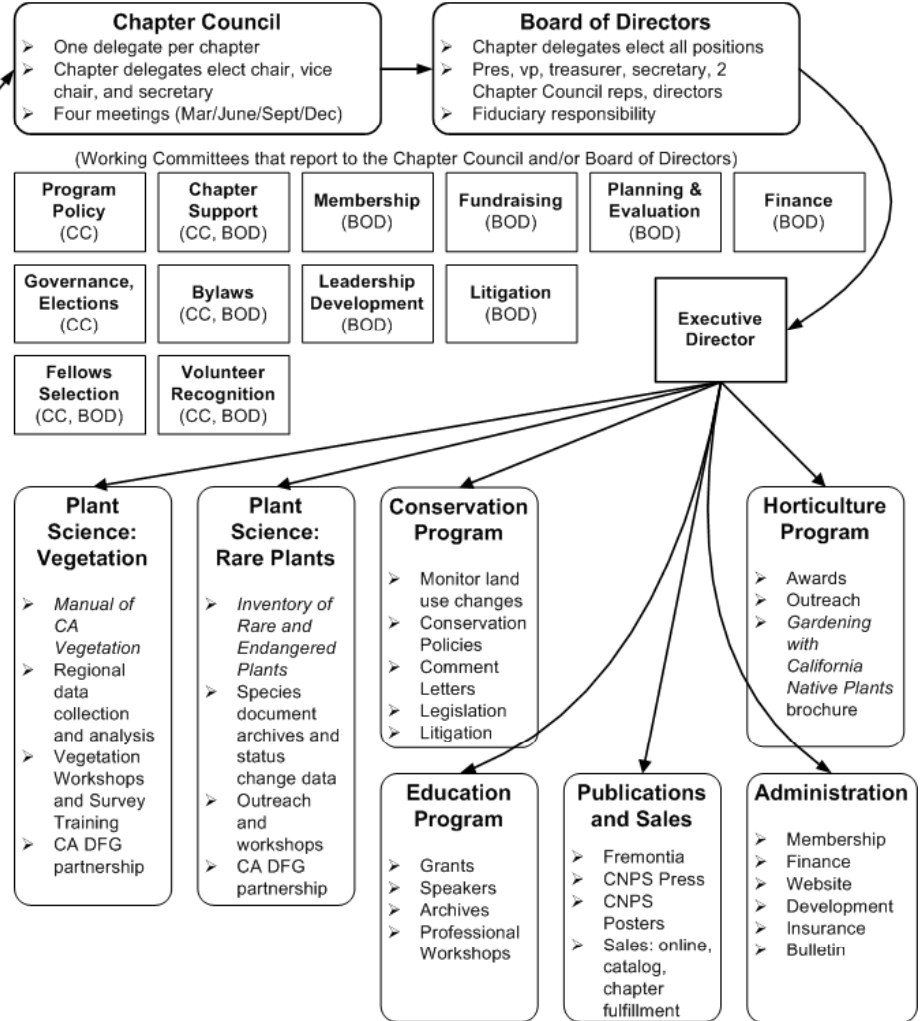 Chapter Council
➢ One delegate per chapter
➢ Chapter delegates elect chair, vice
chair, and secretary
➢ Four meetings (Mar/June/Sept/Dec)
Board of Directors
➢ Chapter delegates elect all positions
➢ Pres, vp, treasurer, secretary, 2
Chapter Council reps, directors
➢ Fiduciary responsibility
(Working Committees that report to the Chapter Council and/or Board of Directors)
Program
Policy
(CC)
Chapter
Support
(CC, BOD)
Membership
(BOD)
Fundraising
(BOD)
Planning &
Evaluation
(BOD)
Finance
(BOD)
Governance,
Elections
(CC)
Bylaws
(CC, BOD)
Leadership
Development
(BOD)
Litigation
(BOD)
Executive
Director
Fellows
Selection
(CC, BOD)
Volunteer
Recognition
(CC, BOD)
Plant
Science:
Vegetation
➢ Manual of
CA
Vegetation
➢ Regional
data
collection
and analysis
➢ Vegetation
Workshops
and Survey
Training
➢ CA DFG
partnership
Plant
Science:
Rare Plants
➢ Inventory of
Rare and
Endangered
Plants
➢ Species
document
archives and
status
change data
➢ Outreach
and
workshops
➢ CA DFG
partnership
Conservation
Program
➢ Monitor land
use changes
➢ Conservation
Policies
➢ Comment
Letters
➢ Legislation
➢ Litigation
Horticulture
Program
➢ Awards
➢ Outreach
➢ Gardening
with
California
Native Plants
brochure
Education
Program
➢ Grants
➢ Speakers
➢ Archives
➢ Professional
Workshops
Publications
and Sales
➢ Fremontia
➢ CNPS Press
➢ CNPS
Posters
➢ Sales: online,
catalog,
chapter
fulfillment
Administration
➢ Membership
➢ Finance
➢ Website
➢ Development
➢ Insurance
➢ Bulletin